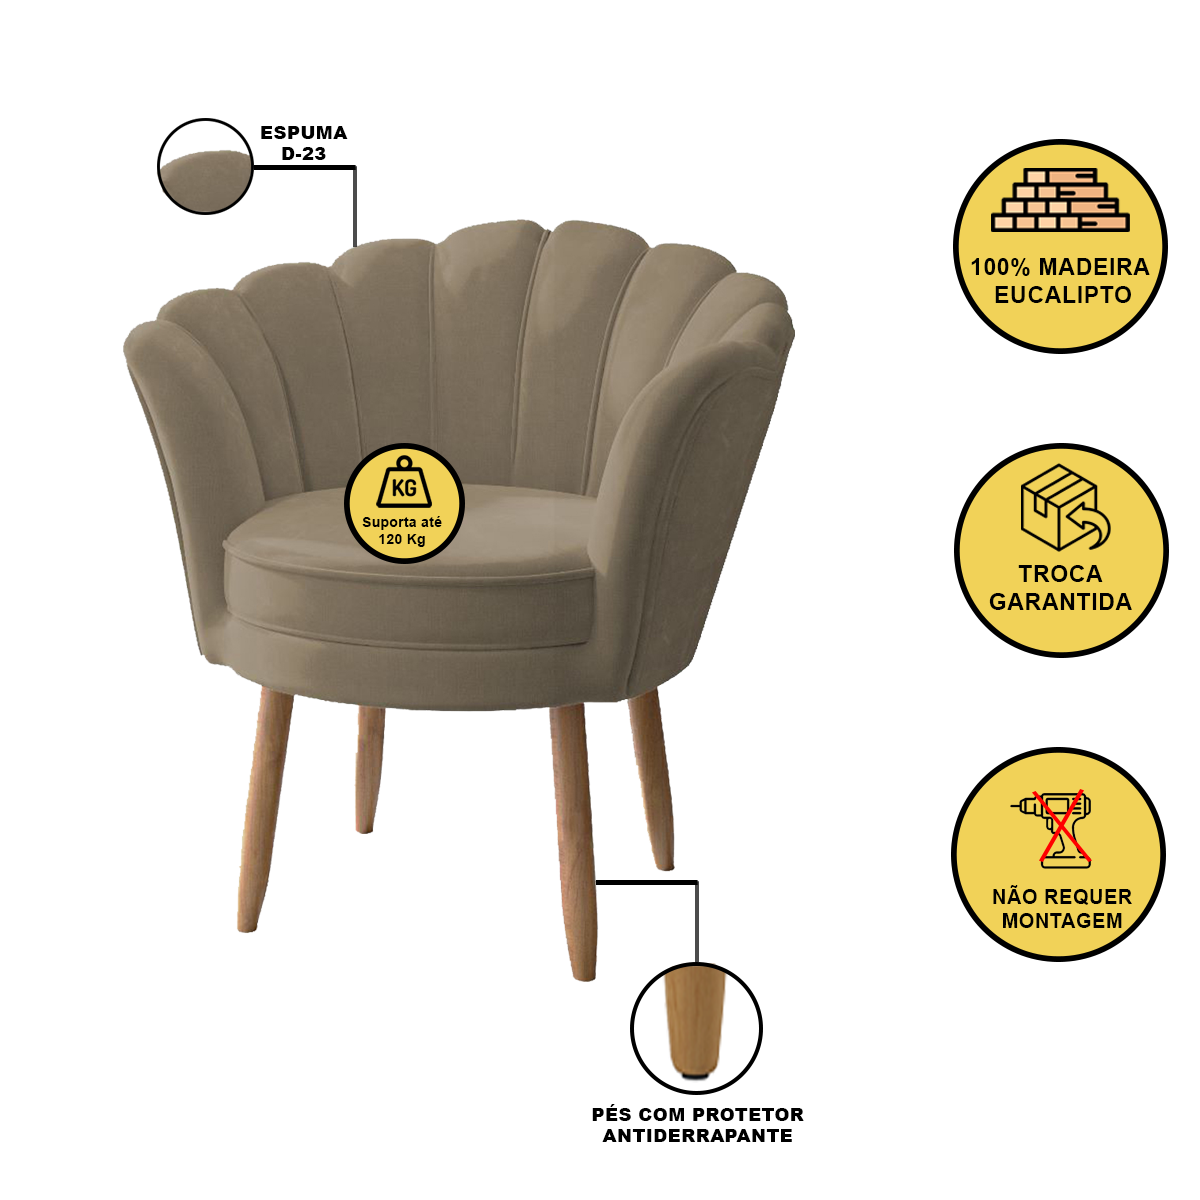 ESPUMA
D-23
100% MADEIRA
EUCALIPTO
KG
Suporta até
120 Kg
TROCA
GARANTIDA
NÃO REQUER
MONTAGEM
PÉS COM PROTETOR
ANTIDERRAPANTE